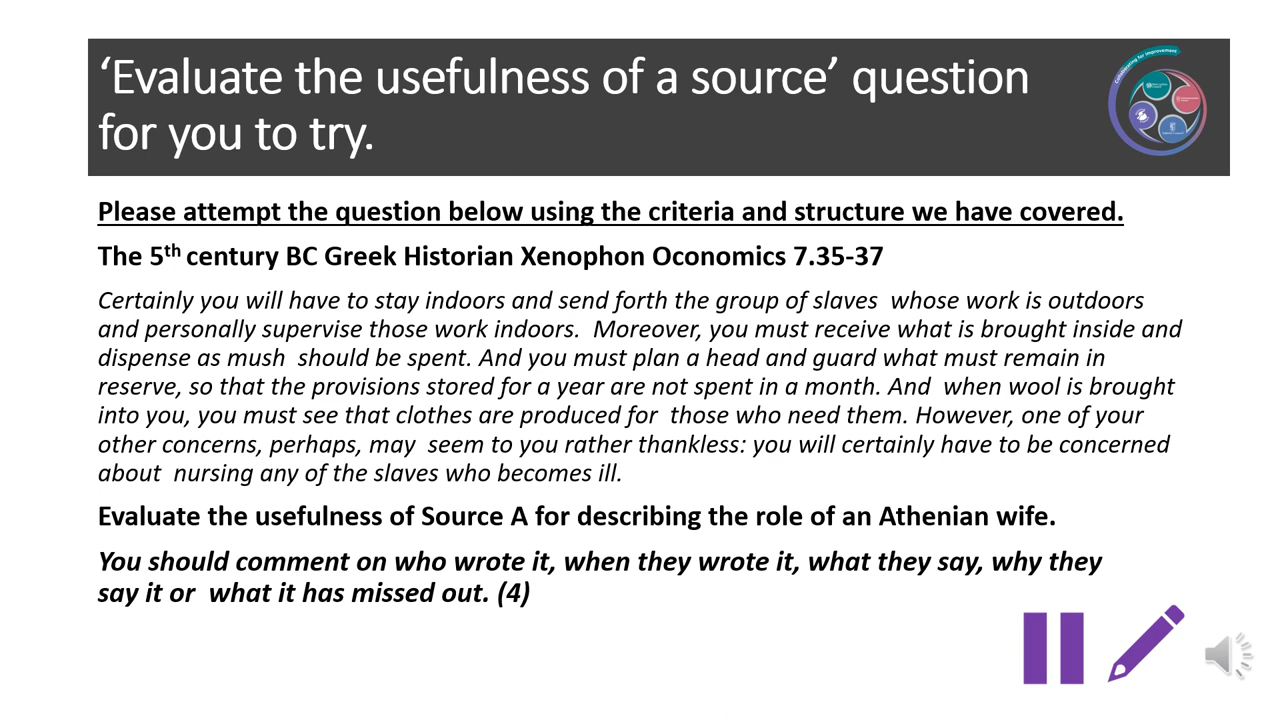 ‘Evaluate the usefulness of a source’ question
for you to try.
Collaborating for improvement
Please attempt the question below using the criteria and structure we have covered.
The 5th century BC Greek Historian Xenophon Oconomics 7.35-37
Certainly you will have to stay indoors and send forth the group of slaves  whose work is outdoors
and personally supervise those work indoors.  Moreover, you must receive what is brought inside and
dispense as mush  should be spent. And you must plan a head and guard what must remain in
reserve, so that the provisions stored for a year are not spent in a month. And  when wool is brought
into you, you must see that clothes are produced for  those who need them. However, one of your
other concerns, perhaps, may  seem to you rather thankless: you will certainly have to be concerned
about  nursing any of the slaves who becomes ill.
Evaluate the usefulness of Source A for describing the role of an Athenian wife.
You should comment on who wrote it, when they wrote it, what they say, why they
say it or  what it has missed out. (4)